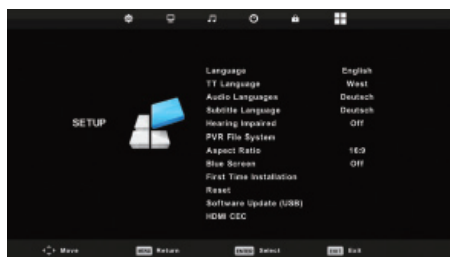 SETUP
Language English
TT Language West
Audio Languages Deutsch
Subtitle Language Deutsch
Hearing Impaired Off
PVR File System
Aspect Ratio 16:9
Blue Screen Off
First Time Installation
Reset
Software Update (USB)
HDMI CEC
Move MENU Return ENTER Select EXIT Exit